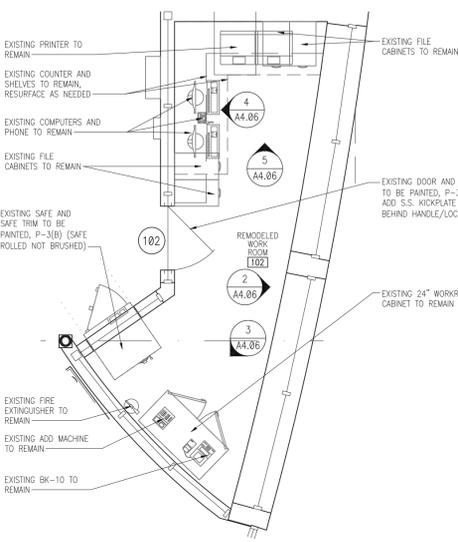 EXISTING PRINTER TO
REMAIN
EXISTING COUNTER AND
SHELVES TO REMAIN,
RESURFACE AS NEEDED
EXISTING COMPUTERS AND
PHONE TO REMAIN
EXISTING FILE
CABINETS TO REMAIN
EXISTING SAFE AND
SAFE TRIM TO BE
PAINTED, P-3(B) (SAFE
ROLLED NOT BRUSHED)
EXISTING FIRE
EXTINGUISHER TO
REMAIN
EXISTING ADD MACHINE
TO REMAIN
EXISTING BK-10 TO
REMAIN
102
4
A4.06
5
A4.06
REMODELED
WORK
ROOM
102
2
A4.06
3
A4.06
EXISTING FILE
CABINETS TO REMAIN
EXISTING DOOR AND
TO BE PAINTED,
ADD S.S. KICKPLATE
BEHIND
EXISTING 24"
CABINET TO REMAIN